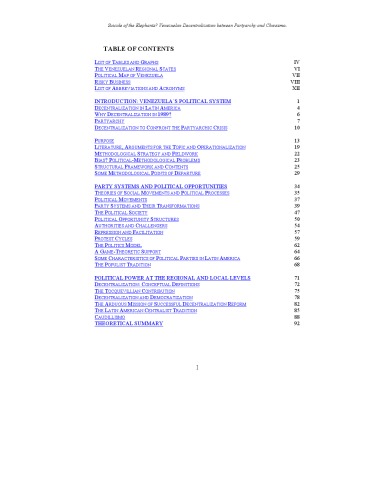 Bonsai of the Elephants? Venezuelan Decentralization between Partyarchy and Chavismo.
TABLE OF CONTENTS
LIST OF TABLES AND GRAPHS IV
THE VENEZUELAN REGIONAL STATES VI
POLITICAL MAP OF VENEZUELA VII
RISKY BUSINESS VIII
LIST OF ABBREVIATIONS AND ACRONYMS XII
INTRODUCTION: VENEZUELA'S POLITICAL SYSTEM 1
DECENTRALIZATION IN LATIN AMERICA 4
WHY DECENTRALIZATION IN 1989? 6
PARTYARCHY 7
DECENTRALIZATION TO CONFRONT THE PARTYARCHIC CRISIS 10
PURPOSE 13
LITERATURE, ARGUMENTS FOR THE TOPIC AND OPERATIONALIZATION 19
METHODOLOGICAL STRATEGY AND FIELDWORK 22
BIAS? POLITICAL-METHODOLOGICAL PROBLEMS 23
STRUCTURAL FRAMEWORK AND CONTENTS 25
SOME METHODOLOGICAL POINTS OF DEPARTURE 29
PARTY SYSTEMS AND POLITICAL OPPORTUNITIES 34
THEORIES OF SOCIAL MOVEMENTS AND POLITICAL PROCESSES 35
POLITICAL MOVEMENTS 37
PARTY SYSTEMS AND THEIR TRANSFORMATIONS 39
THE POLITICAL SOCIETY 47
POLITICAL OPPORTUNITY STRUCTURES 50
AUTHORITIES AND CHALLENGERS 54
REPRESSION AND FACILITATION 57
PROTEST CYCLES 59
THE POLITICS MODEL 62
A GAME-THEORETIC SUPPORT 64
SOME CHARACTERISTICS OF POLITICAL PARTIES IN LATIN AMERICA 66
THE POPULIST TRADITION 68
POLITICAL POWER AT THE REGIONAL AND LOCAL LEVELS 71
DECENTRALIZATION: CONCEPTUAL DEFINITIONS 72
THE TOCQUEVILLIAN CONTRIBUTION 75
DECENTRALIZATION AND DEMOCRATIZATION 78
THE ARDUOUS MISSION OF SUCCESSFUL DECENTRALIZATION REFORM 82
THE LATIN AMERICAN CENTRALIST TRADITION 85
CAUDILLISMO 88
THEORETICAL SUMMARY 92